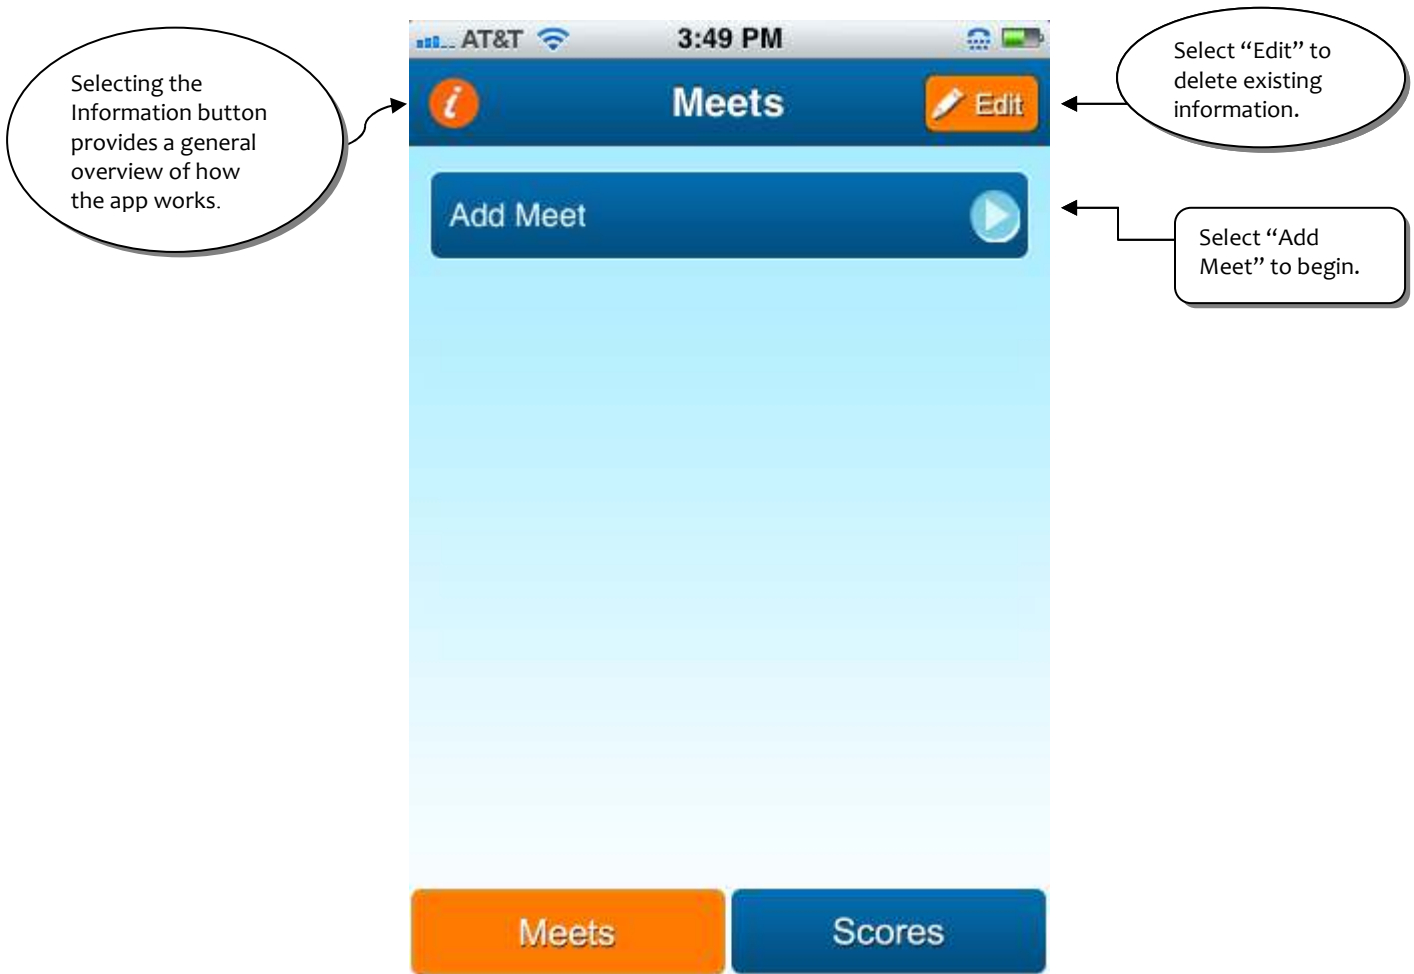 AT&T 3:49 PM
Selecting the
Information button
provides a general
overview of how
the app works.
i Meets Edit
Select “Edit” to
delete existing
information.
Add Meet
Select “Add
Meet” to begin.
Meets Scores